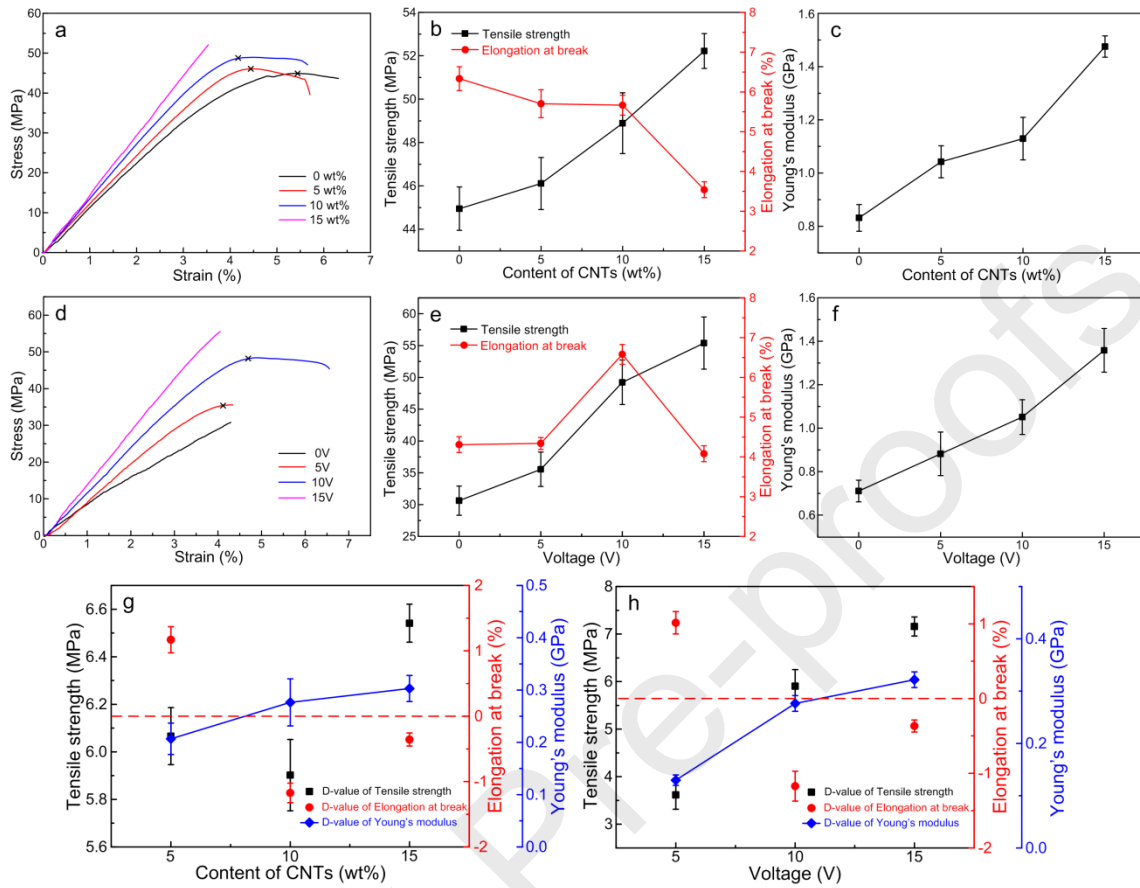 a
Stress (MPa)
60
50
40
30
20
10
0
0 wt%
5 wt%
10 wt%
15 wt%
0 1 2 3 4 5 6 7
Strain (%)
b
Tensile strength (MPa)
54
52
50
48
46
44
Tensile strength
Elongation at break
8
7
6
5
4
3
2
Elongation at break (%)
0 5 10 15
Content of CNTs (wt%)
c
Young's modulus (GPa)
1.6
1.4
1.2
1.0
0.8
0 5 10 15
Content of CNTs (wt%)
d
Stress (MPa)
60
50
40
30
20
10
0
0V
5V
10V
15V
0 1 2 3 4 5 6 7
Strain (%)
e
Tensile strength (MPa)
60
55
50
45
40
35
30
25
Tensile strength
Elongation at break
8
7
6
5
4
3
2
Elongation at break (%)
0 5 10 15
Voltage (V)
f
Young's modulus (GPa)
1.6
1.4
1.2
1.0
0.8
0.6
0 5 10 15
Voltage (V)
g
Tensile strength (MPa)
6.6
6.4
6.2
6.0
5.8
5.6
D-value of Tensile strength
D-value of Elongation at break
D-value of Young's modulus
2
1
0
-1
-2
Elongation at break (%)
0.5
0.4
0.3
0.2
0.1
0.0
Young's modulus (GPa)
5 10 15
Content of CNTs (wt%)
h
Tensile strength (MPa)
8
7
6
5
4
3
D-value of Tensile strength
D-value of Elongation at break
D-value of Young's modulus
1
0
-1
-2
Elongation at break (%)
0.4
0.2
0.0
Young's modulus (GPa)
5 10 15
Voltage (V)
Pre-proofs